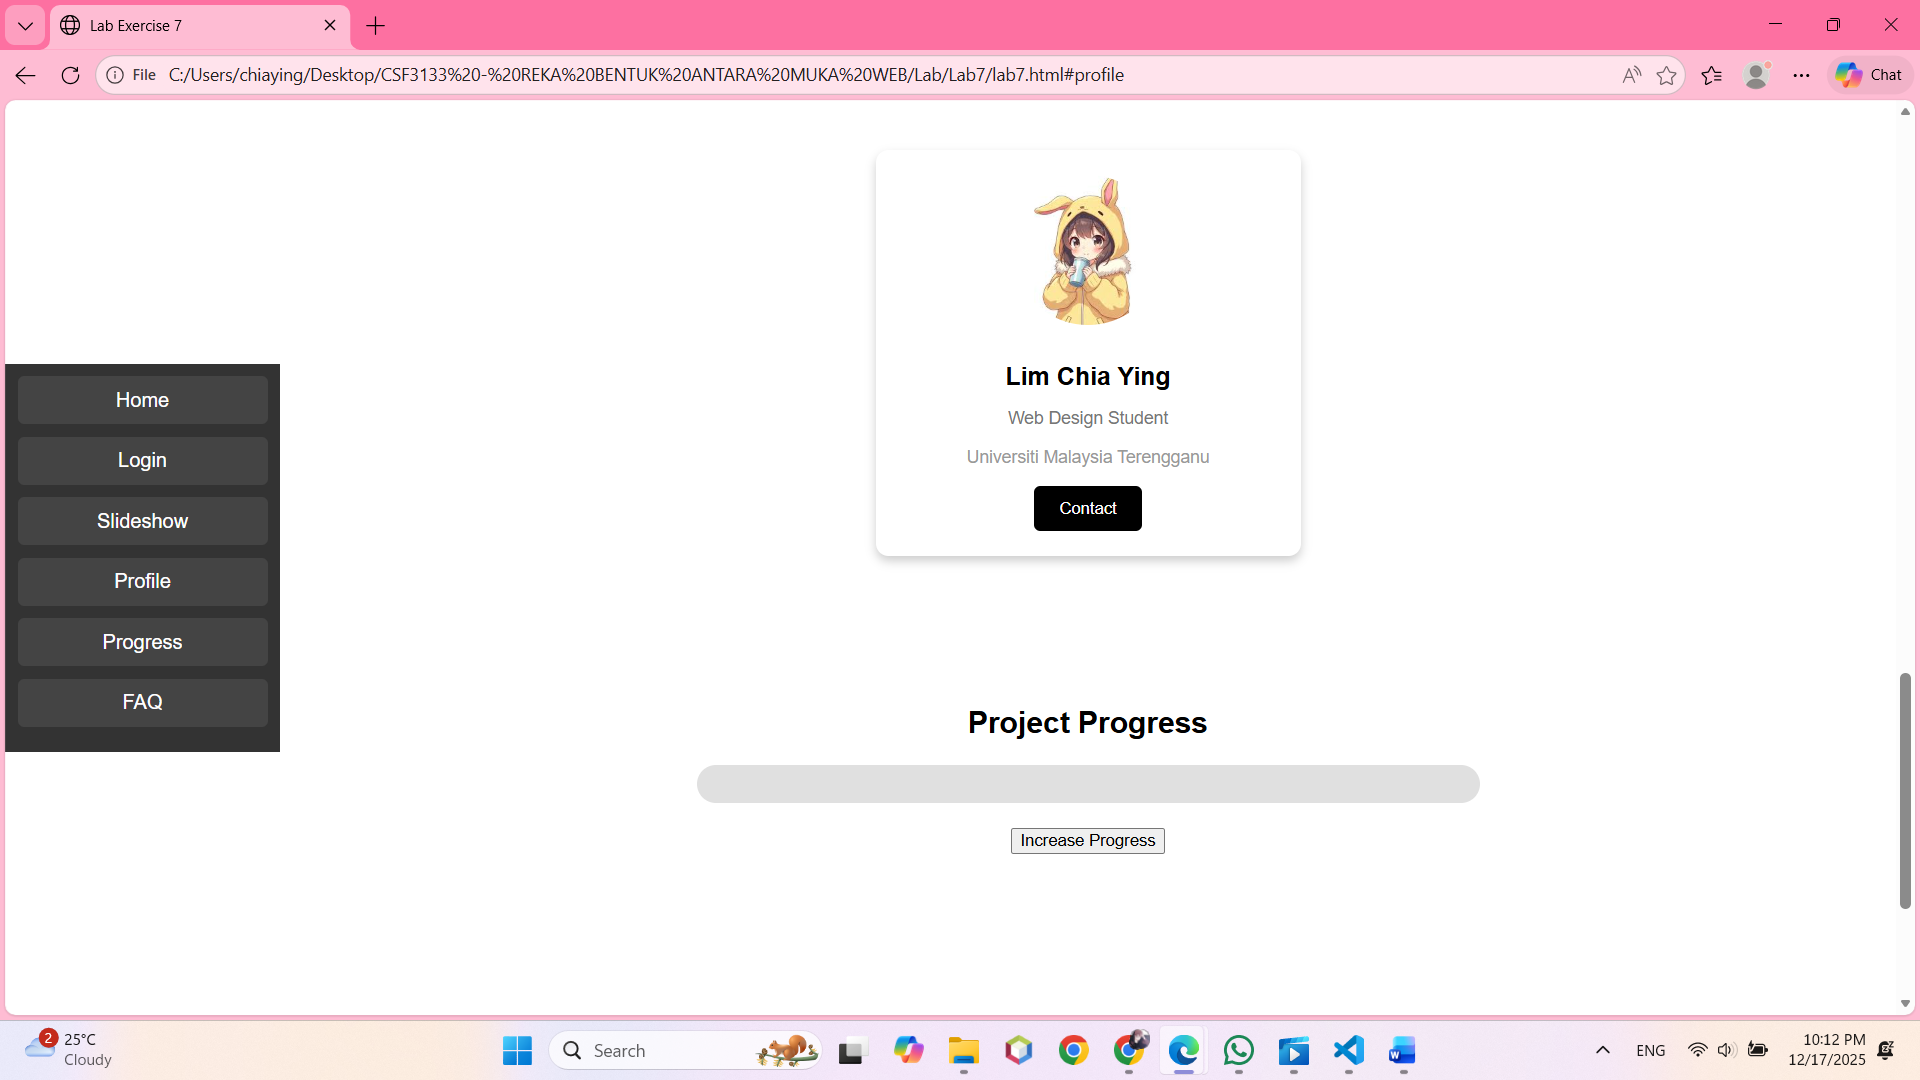 Lab Exercise 7
File C:/Users/chiaying/Desktop/CSF3133%20-%20REKA%20BENTUK%20ANTARA%20MUKA%20WEB/Lab/Lab7/lab7.html#profile
Chat
Home
Login
Slideshow
Profile
Progress
FAQ
Lim Chia Ying
Web Design Student
Universiti Malaysia Terengganu
Contact
Project Progress
Increase Progress
2
25°C
Cloudy
Search
ENG
10:12 PM
12/17/2025